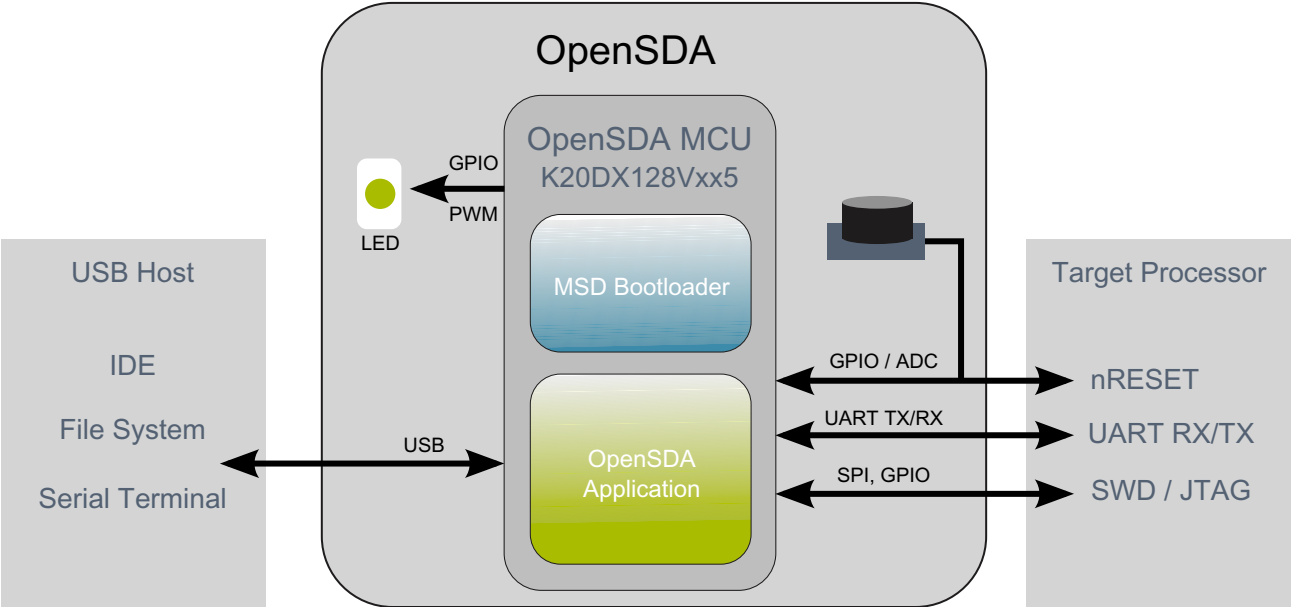 OpenSDA
OpenSDA MCU
K20DX128Vxx5
GPIO
PWM
LED
MSD Bootloader
USB Host
IDE
File System
Serial Terminal
USB
OpenSDA
Application
GPIO / ADC
UART TX/RX
SPI, GPIO
Target Processor
nRESET
UART RX/TX
SWD / JTAG